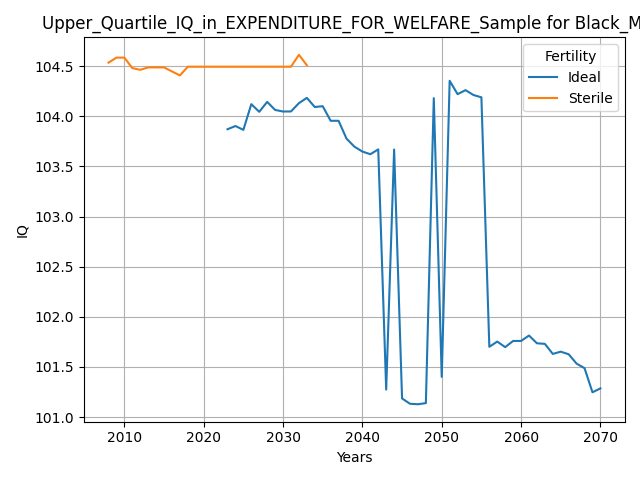 Upper_Quartile_IQ_in_EXPENDITURE_FOR_WELFARE_Sample for Black_M
Fertility
Ideal
Sterile
IQ
104.5
104.0
103.5
103.0
102.5
102.0
101.5
101.0
2010 2020 2030 2040 2050 2060 2070
Years